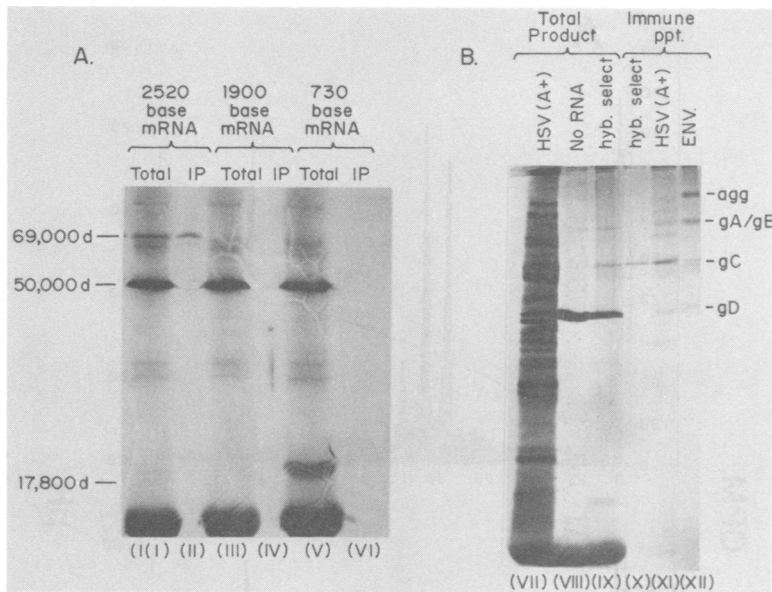 A.
2520 base mRNA
1900 base mRNA
730 base mRNA
Total IP Total IP Total IP
69,000 d
50,000 d
17,800 d
(I(I) (II) (III) (IV) (V) (VI)
B.
Total Product
Immune ppt.
HSV (A+)
No RNA
hyb. select
hyb. select
HSV (A+)
ENV.
-agg
-gA/gB
-gC
-gD
(VII) (VIII) (IX) (X) (XI) (XII)